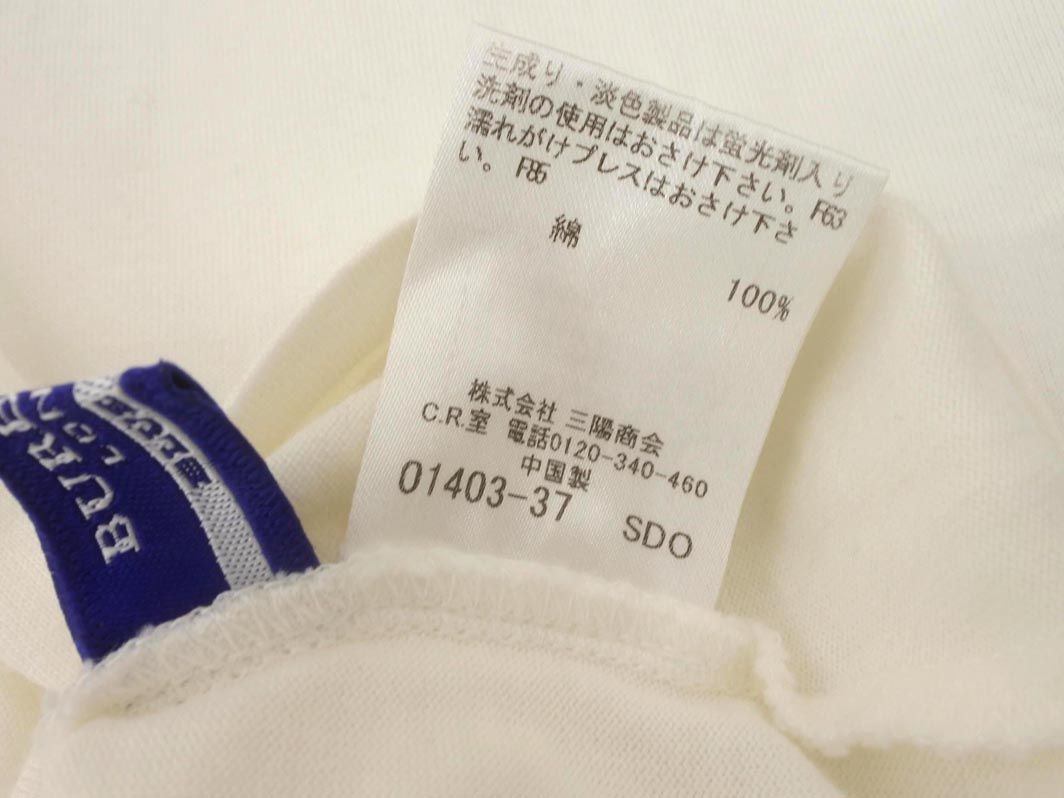 生成り・淡色製品は蛍光剤入り
洗剤の使用はおさけ下さい。F63
濡れがけプレスはおさけ下さ
い。F85
綿
100%
株式会社 三陽商会
C.R.室 電話0120-340-460
中国製
01403-37 SDO